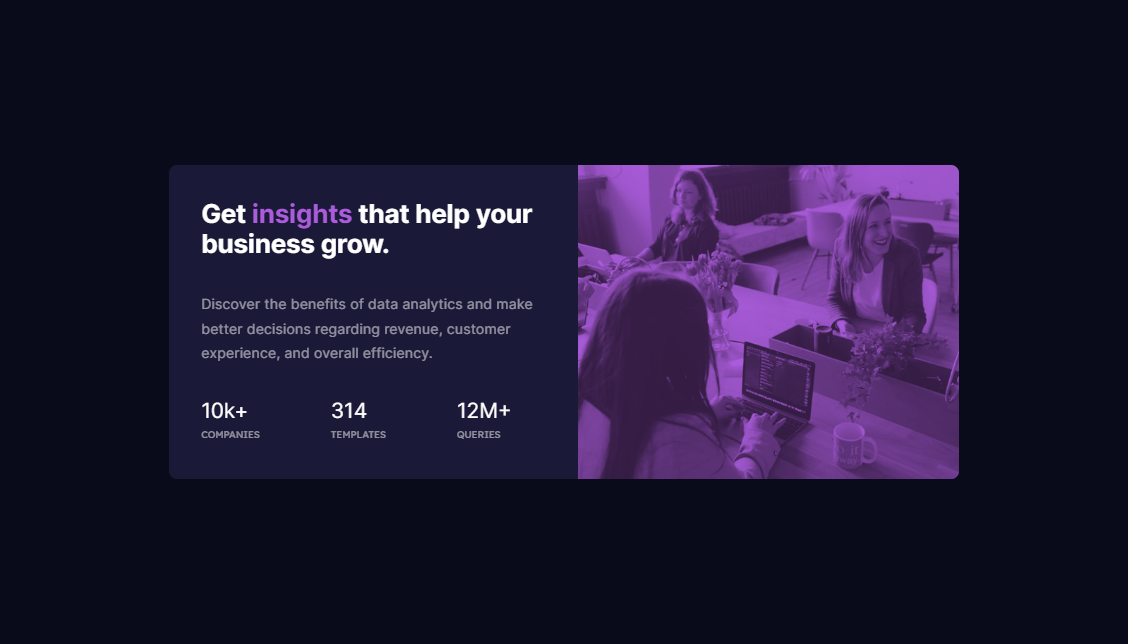 Get insights that help your
business grow.
Discover the benefits of data analytics and make
better decisions regarding revenue, customer
experience, and overall efficiency.
10k+ 314 12M+
COMPANIES TEMPLATES QUERIES